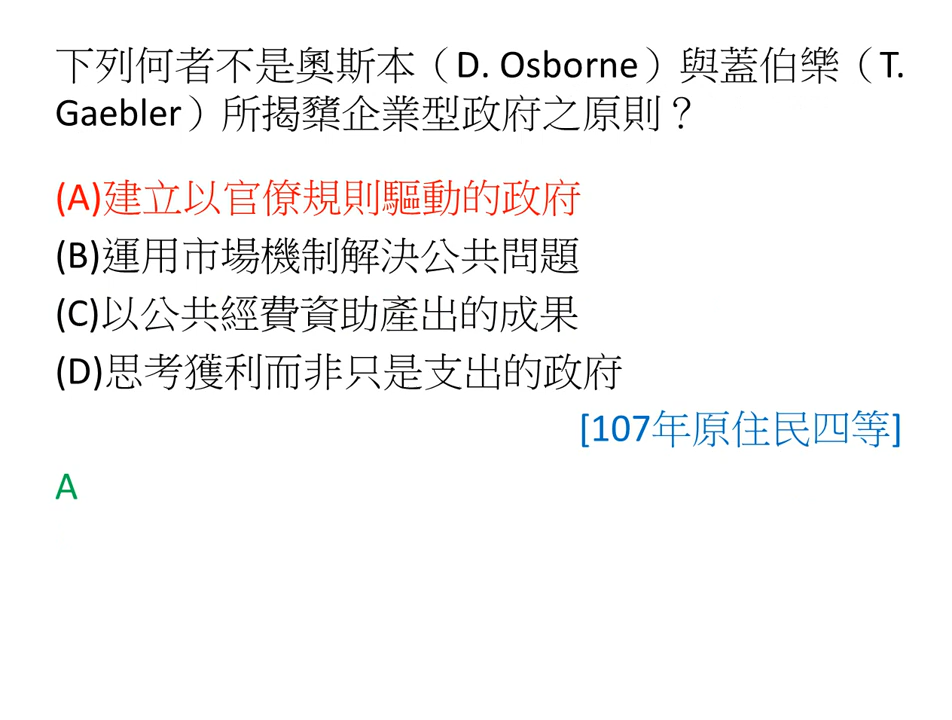 下列何者不是奧斯本（D. Osborne）與蓋伯樂（T.
Gaebler）所揭櫫企業型政府之原則？
(A)建立以官僚規則驅動的政府
(B)運用市場機制解決公共問題
(C)以公共經費資助產出的成果
(D)思考獲利而非只是支出的政府
[107年原住民四等]
A